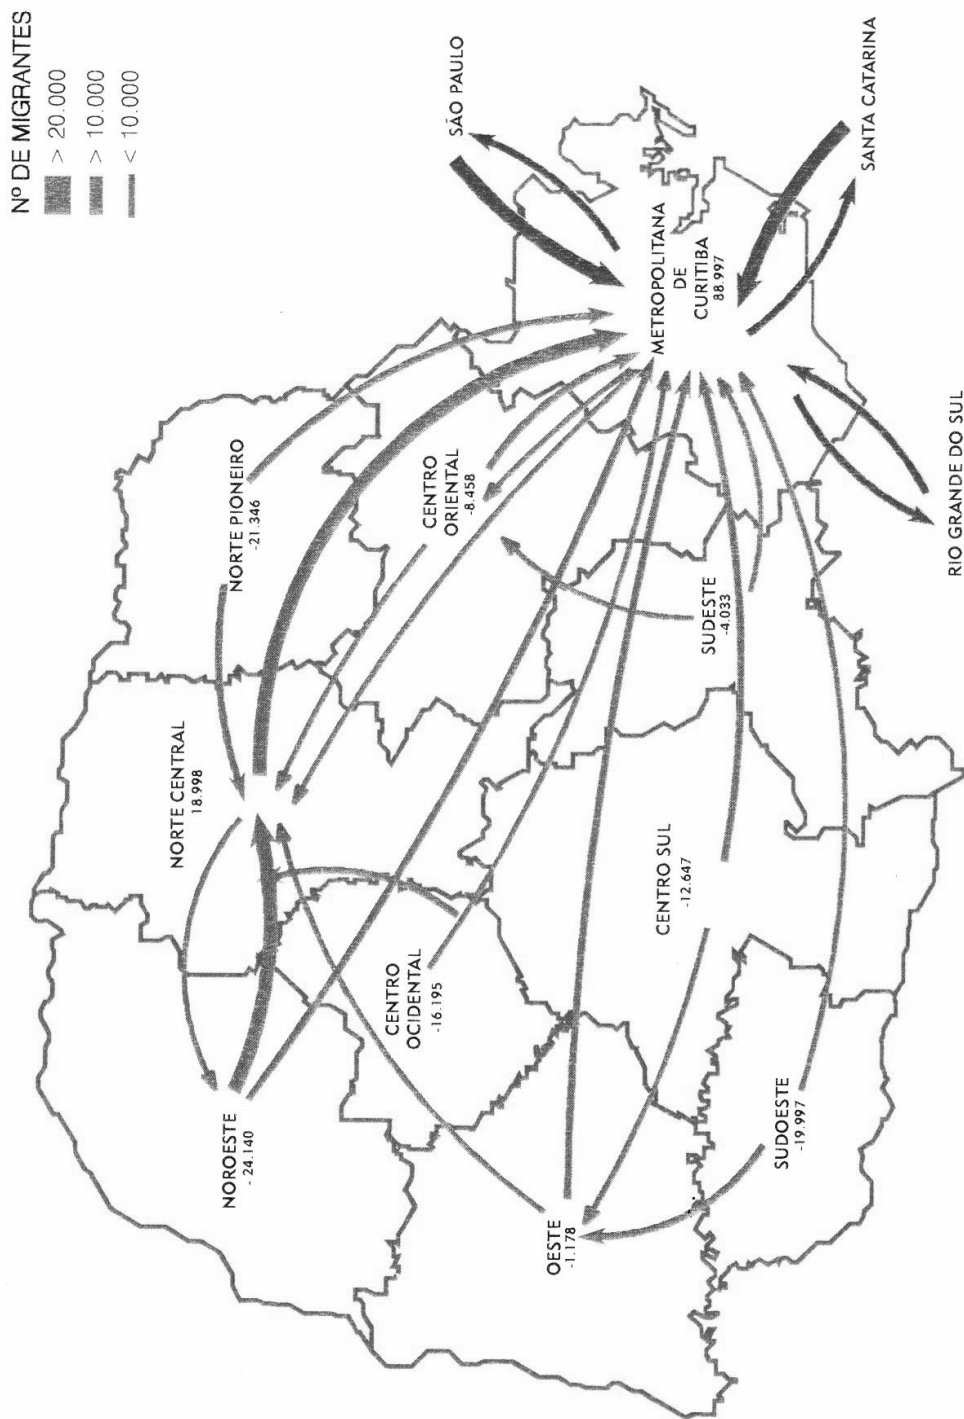 Nº DE MIGRANTES
> 20.000
> 10.000
< 10.000
SÃO PAULO
SANTA CATARINA
RIO GRANDE DO SUL
METROPOLITANA
DE
CURITIBA
88.997
NORTE PIONEIRO
-21.346
CENTRO
ORIENTAL
-8.458
SUDESTE
-4.033
NORTE CENTRAL
18.998
CENTRO SUL
-12.647
CENTRO
OCIDENTAL
-16.195
NOROESTE
- 24.140
OESTE
-1.178
SUDOESTE
-19.997